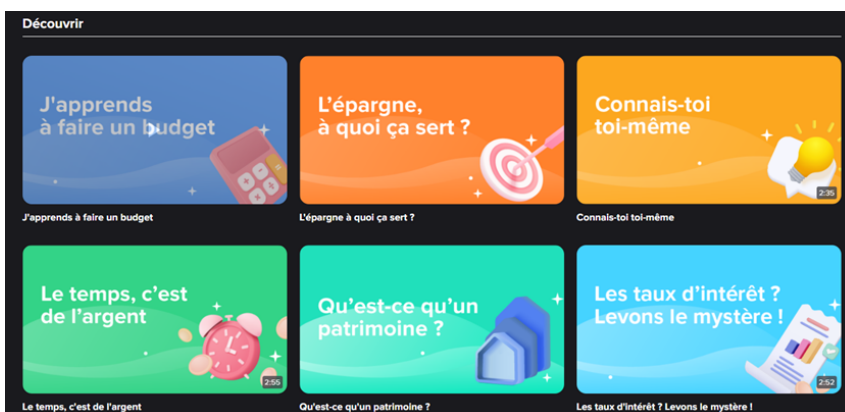 Découvrir
J'apprends
à faire un budget
L'épargne,
à quoi ça sert ?
Connais-toi
toi-même
2:35
J'apprends à faire un budget
L'épargne à quoi ça sert ?
Connais-toi toi-même
Le temps, c'est
de l'argent
2:55
Qu'est-ce qu'un
patrimoine ?
Les taux d'intérêt ?
Levons le mystère !
2:52
Le temps, c'est de l'argent
Qu'est-ce qu'un patrimoine ?
Les taux d'intérêt ? Levons le mystère !